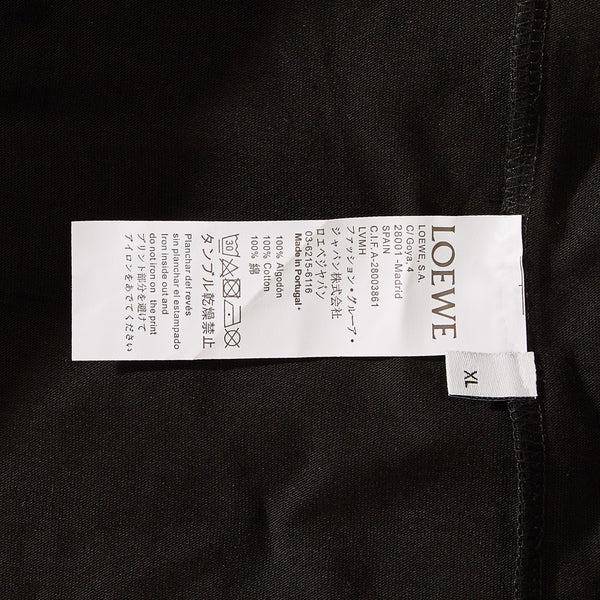 LOEWE
LOEWE, S.A.
C/ Goya, 4
28001-Madrid
SPAIN
C.I.F.A-28003861
LVMH
ファッション・グループ・
ジャパン株式会社
ロエベジャパン
03-6215-6116
Made in Portugal
100% Algodón
100% Cotton
100% 綿
30
タンブル乾燥禁止
Planchar del revés
sin planchar el estampado
Iron inside out and
do not iron on the print
プリント部分を避けて
アイロンをあててください
XL